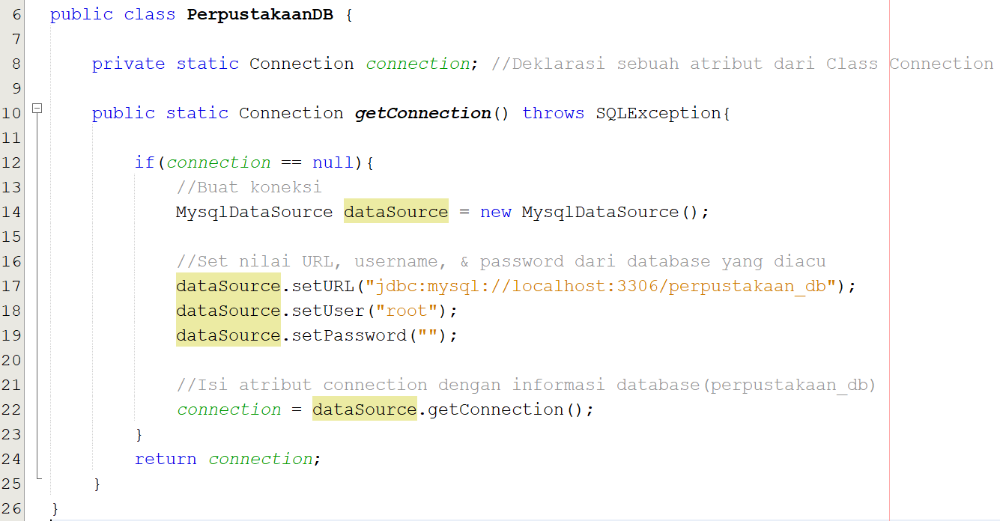 6 public class PerpustakaanDB {
7
8 private static Connection connection; //Deklarasi sebuah atribut dari Class Connection
9
10 public static Connection getConnection() throws SQLException{
11
12 if(connection == null){
13 //Buat koneksi
14 MysqlDataSource dataSource = new MysqlDataSource();
15
16 //Set nilai URL, username, & password dari database yang diacu
17 dataSource.setURL("jdbc:mysql://localhost:3306/perpustakaan_db");
18 dataSource.setUser("root");
19 dataSource.setPassword("");
20
21 //Isi atribut connection dengan informasi database(perpustakaan_db)
22 connection = dataSource.getConnection();
23 }
24 return connection;
25 }
26 }